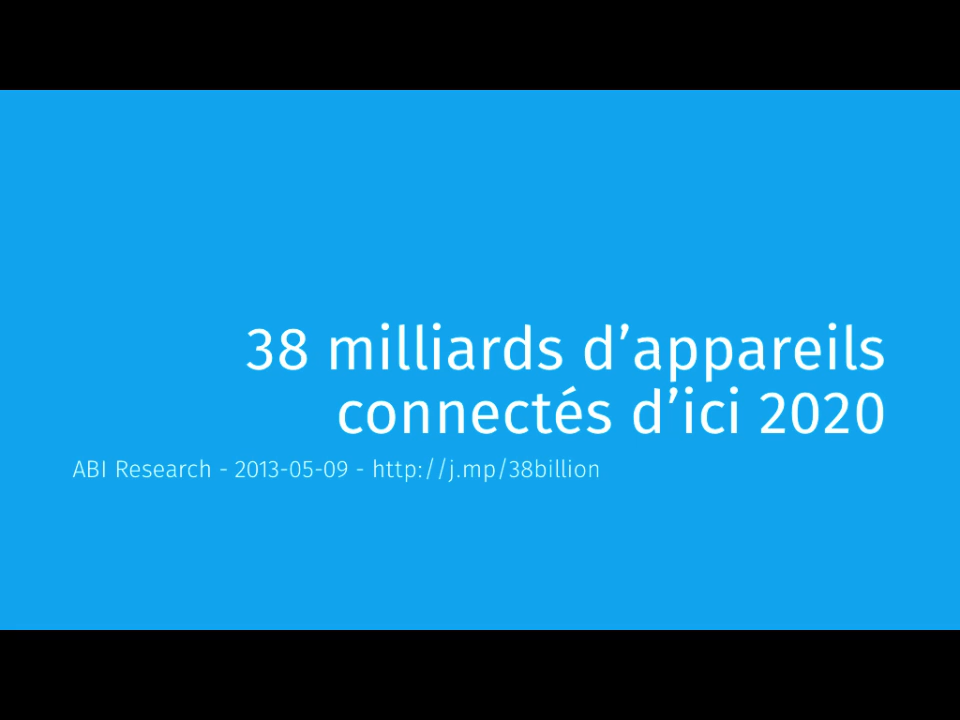 38 milliards d’appareils
connectés d’ici 2020
ABI Research - 2013-05-09 - http://j.mp/38billion